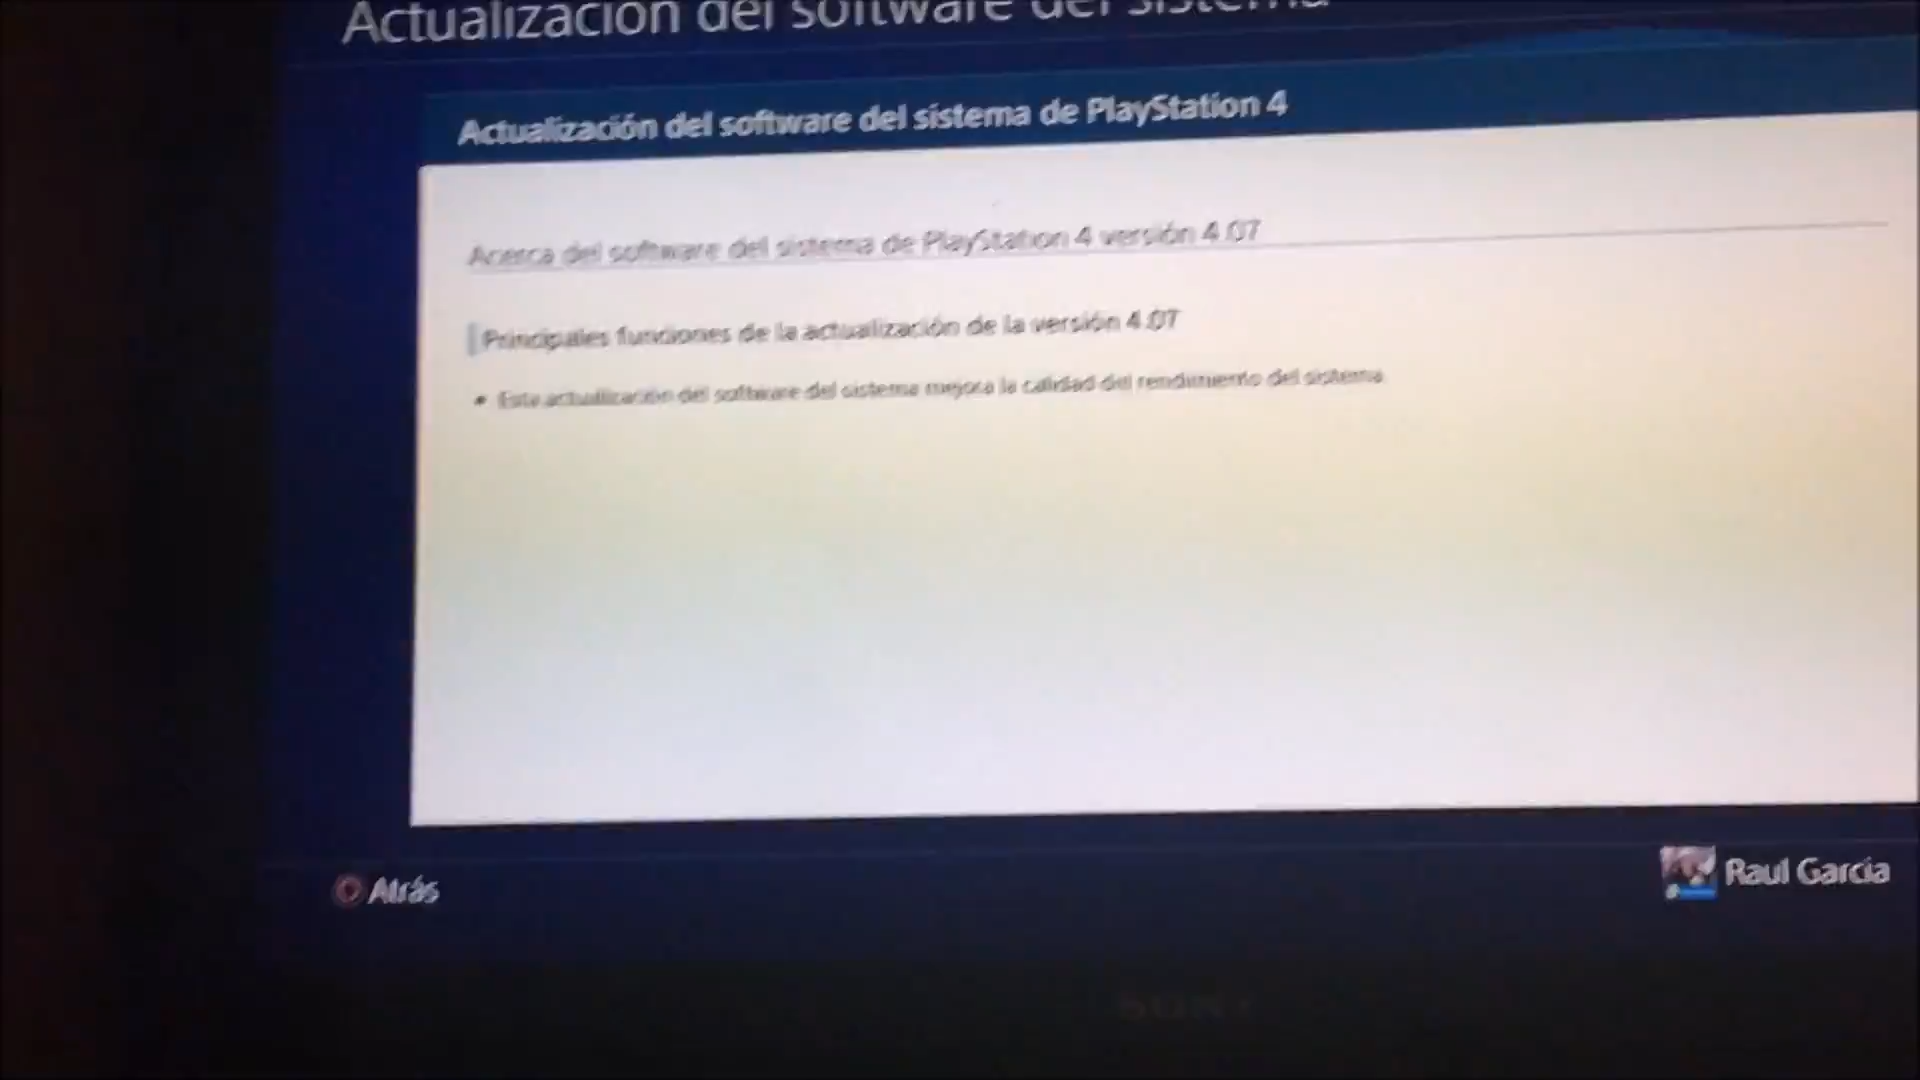 Actualización del software del sistema
Actualización del software del sistema de PlayStation 4
Acerca del software del sistema de PlayStation 4 versión 4.07
Principales funciones de la actualización de la versión 4.07
• Esta actualización del software del sistema mejora la calidad del rendimiento del sistema.
Atrás
Raul Garcia
SONY